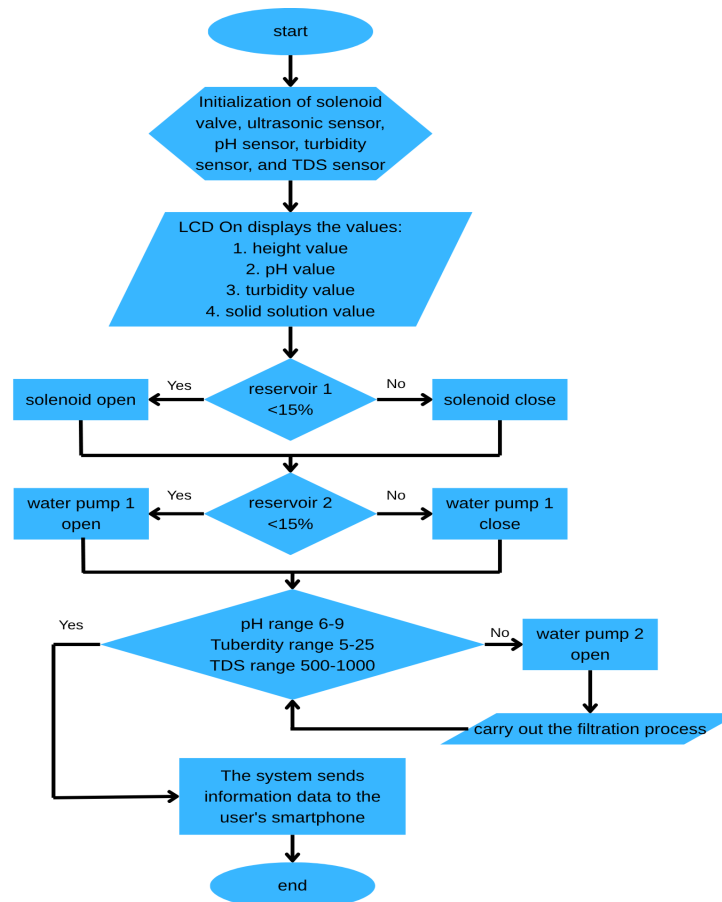 start
Initialization of solenoid
valve, ultrasonic sensor,
pH sensor, turbidity
sensor, and TDS sensor
LCD On displays the values:
1. height value
2. pH value
3. turbidity value
4. solid solution value
solenoid open
Yes
reservoir 1
<15%
No
solenoid close
water pump 1
open
Yes
reservoir 2
<15%
No
water pump 1
close
Yes
pH range 6-9
Tuberdity range 5-25
TDS range 500-1000
No
water pump 2
open
carry out the filtration process
The system sends
information data to the
user's smartphone
end